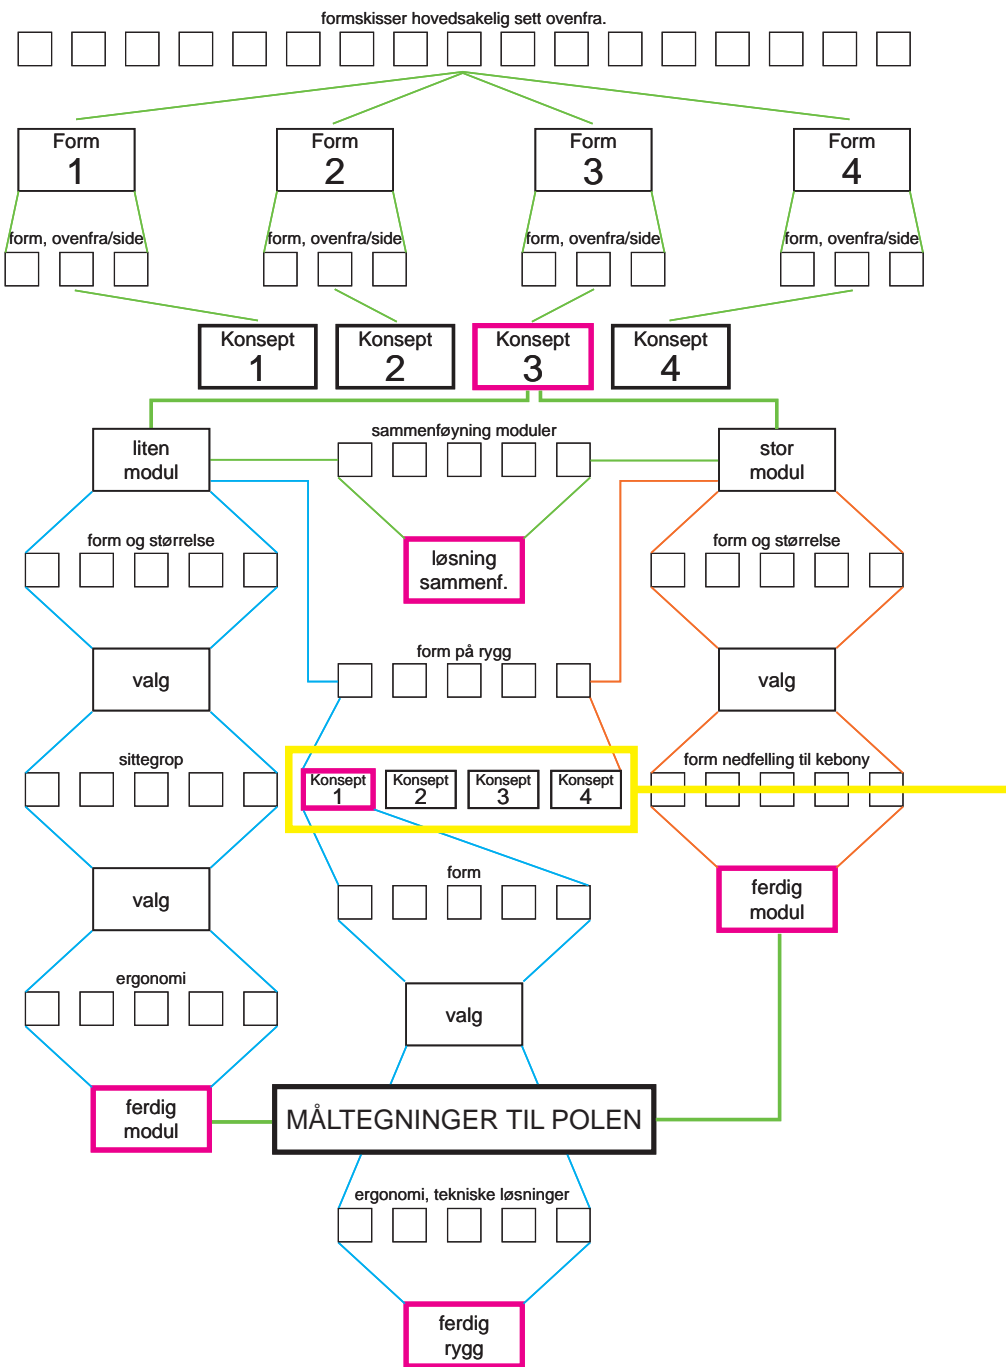 formskisser hovedsakelig sett ovenfra.
Form
1
Form
2
Form
3
Form
4
form, ovenfra/side
form, ovenfra/side
form, ovenfra/side
form, ovenfra/side
Konsept
1
Konsept
2
Konsept
3
Konsept
4
liten
modul
sammenføyning moduler
stor
modul
form og størrelse
løsning
sammenf.
form og størrelse
valg
form på rygg
valg
sittegrop
Konsept
1
Konsept
2
Konsept
3
Konsept
4
form nedfelling til kebony
valg
form
ferdig
modul
ergonomi
valg
ferdig
modul
MÅLTEGNINGER TIL POLEN
ergonomi, tekniske løsninger
ferdig
rygg